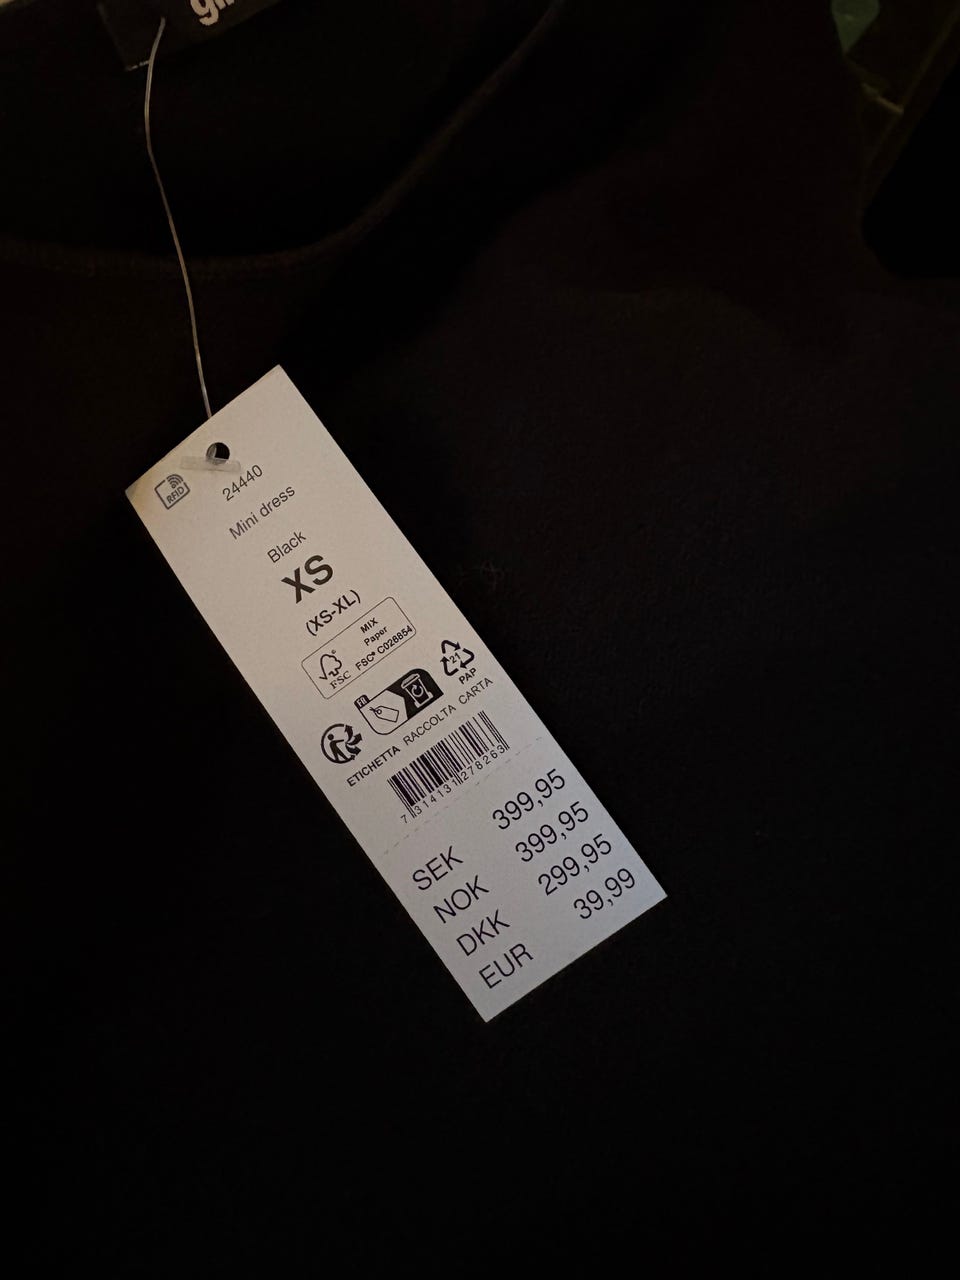 RFID
24440
Mini dress
Black
XS
(XS-XL)
FSC
MIX
Paper
FSC® C028854
FR
21
PAP
ETICHETTA RACCOLTA CARTA
7 314131 278263
SEK 399,95
NOK 399,95
DKK 299,95
EUR 39,99